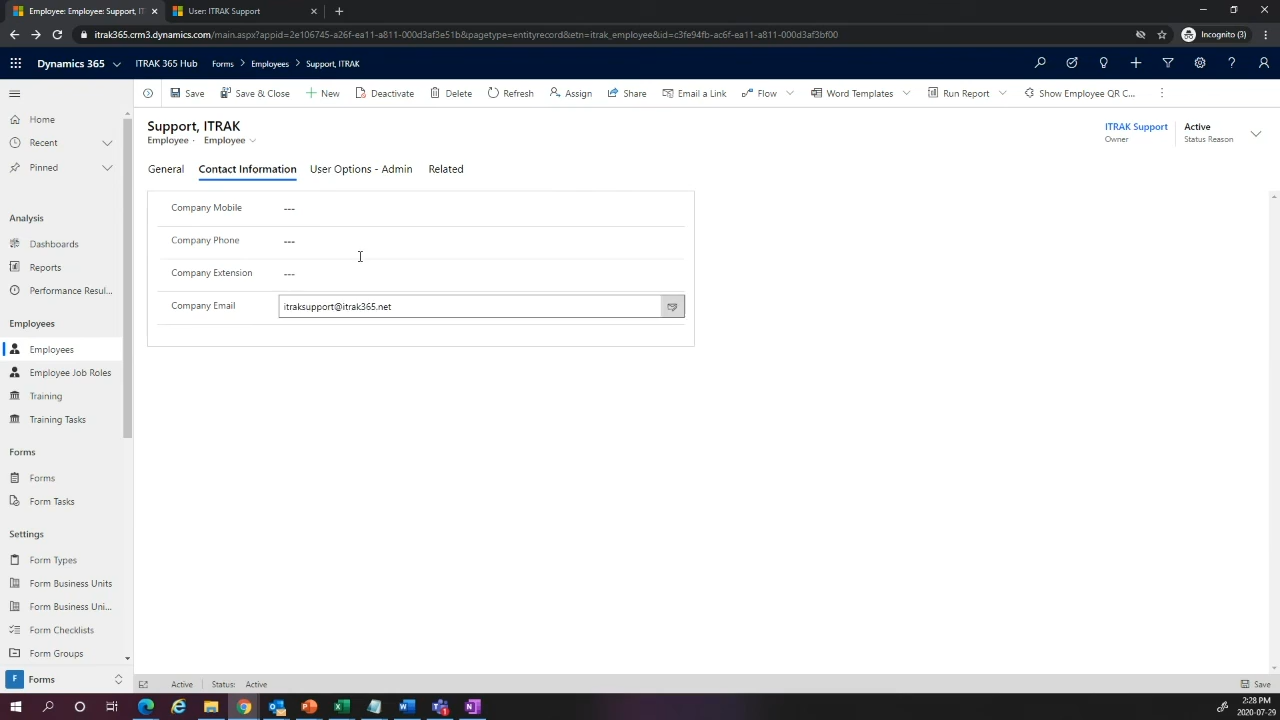 Employee: Employee: Support, IT
User: ITRAK Support
itrak365.crm3.dynamics.com/main.aspx?appid=2e106745-a26f-ea11-a811-000d3af3e51b&pagetype=entityrecord&etn=itrak_employee&id=c3fe94fb-ac6f-ea11-a811-000d3af3bf00
Incognito (3)
Dynamics 365
ITRAK 365 Hub
Forms > Employees > Support, ITRAK
Save
Save & Close
New
Deactivate
Delete
Refresh
Assign
Share
Email a Link
Flow
Word Templates
Run Report
Show Employee QR C...
Support, ITRAK
Employee · Employee
ITRAK Support
Owner
Active
Status Reason
General
Contact Information
User Options - Admin
Related
Company Mobile ---
Company Phone ---
Company Extension ---
Company Email itraksupport@itrak365.net
Home
Recent
Pinned
Analysis
Dashboards
Reports
Performance Resul...
Employees
Employees
Employee Job Roles
Training
Training Tasks
Forms
Forms
Form Tasks
Settings
Form Types
Form Business Units
Form Business Uni...
Form Checklists
Form Groups
F Forms
Active
Status: Active
Save
2:28 PM
2020-07-29